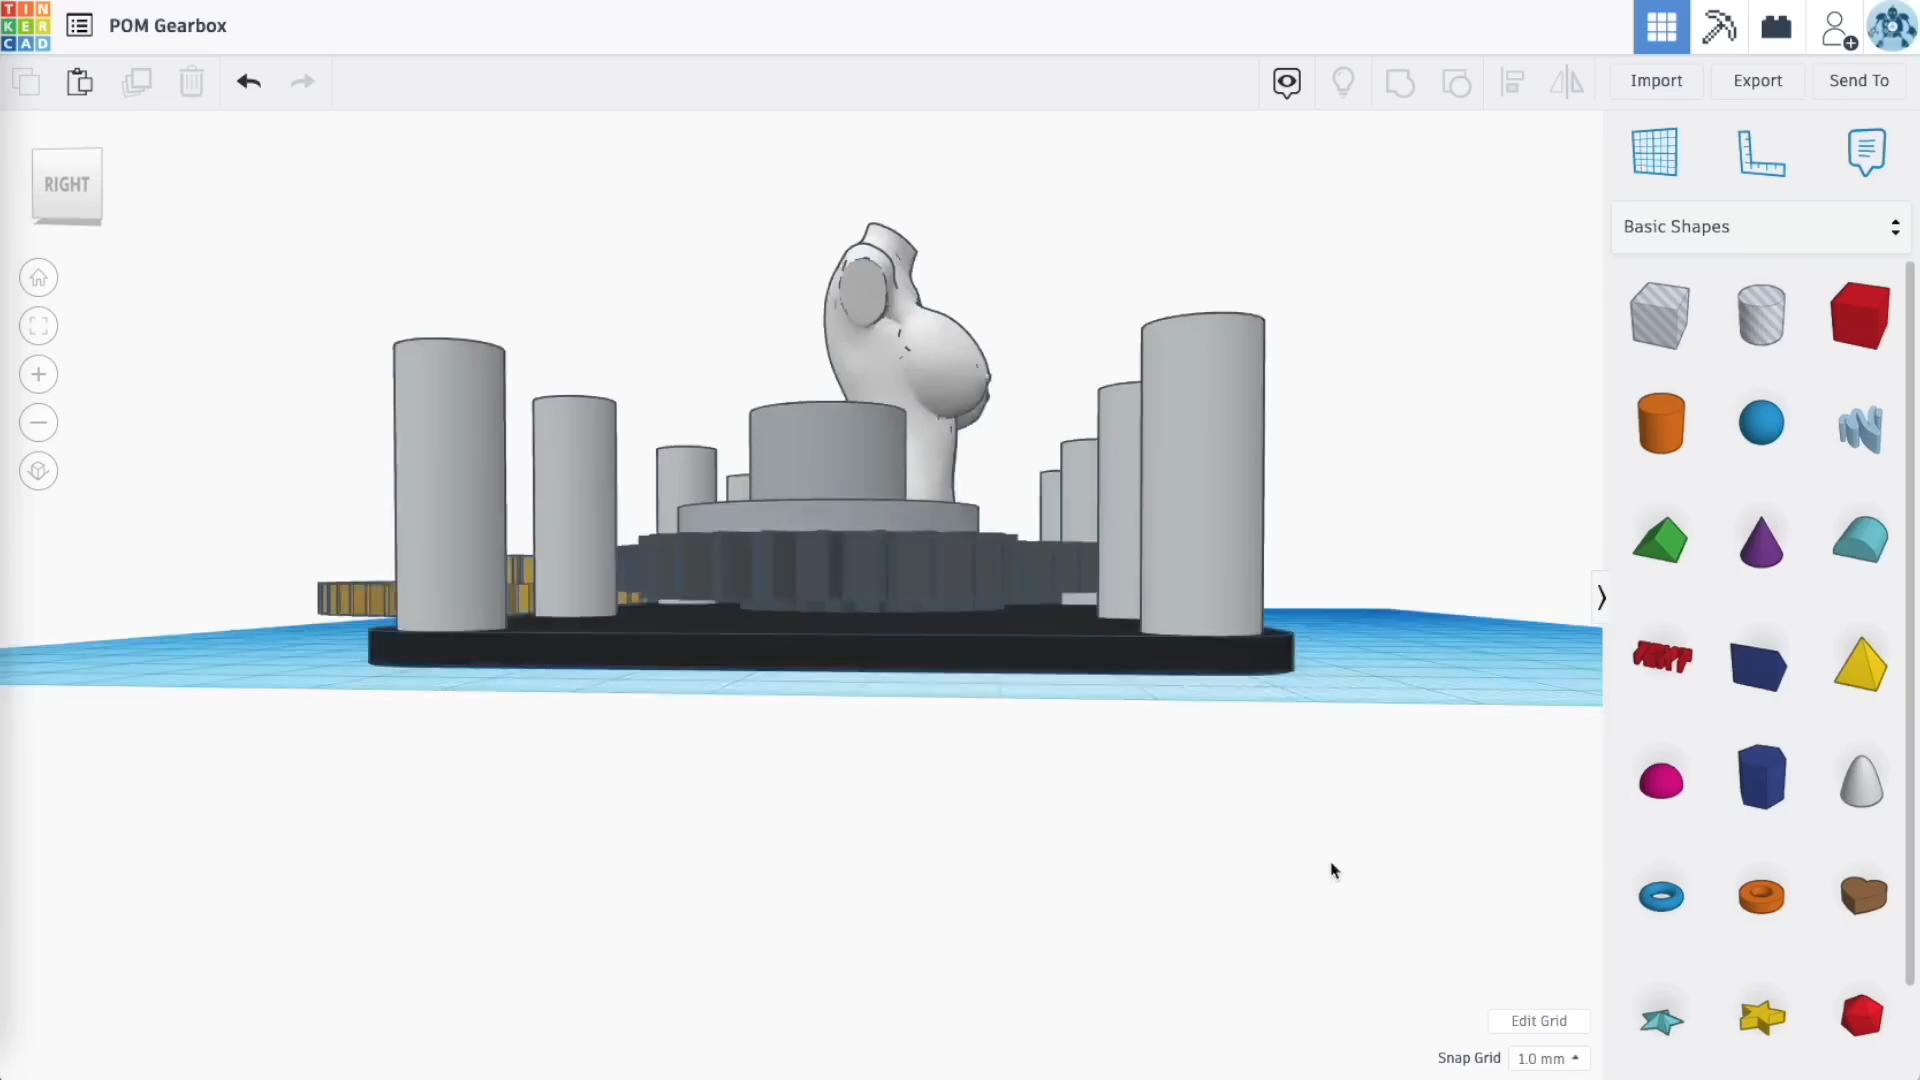 TIN
KER
CAD
POM Gearbox
Import
Export
Send To
RIGHT
Basic Shapes
TEXT
Edit Grid
Snap Grid
1.0 mm